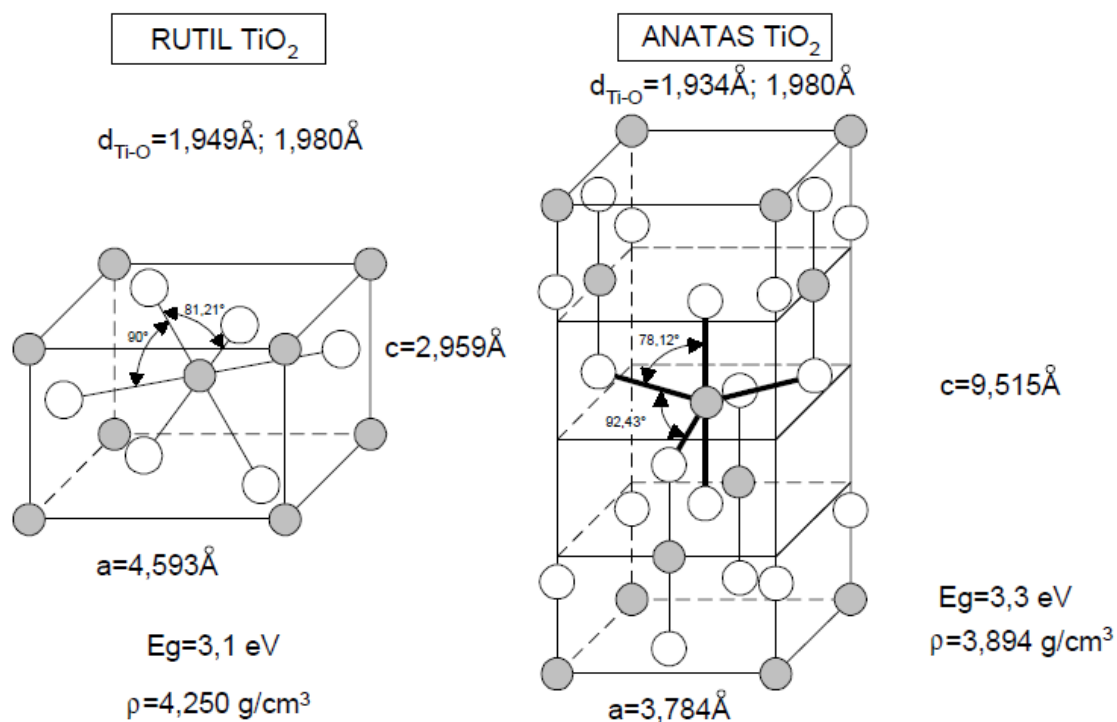 RUTIL TiO₂
d_Ti-O=1,949Å; 1,980Å
81,21°
90°
c=2,959Å
a=4,593Å
Eg=3,1 eV
ρ=4,250 g/cm³
ANATAS TiO₂
d_Ti-O=1,934Å; 1,980Å
78,12°
92,43°
c=9,515Å
Eg=3,3 eV
ρ=3,894 g/cm³
a=3,784Å